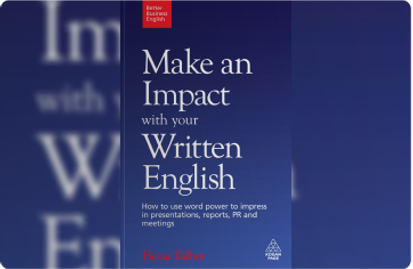 Better
Business
English
Make an
Impact
with your
Written
English
How to use word power to impress
in presentations, reports, PR and
meetings
Fiona Talbot
KOGAN
PAGE